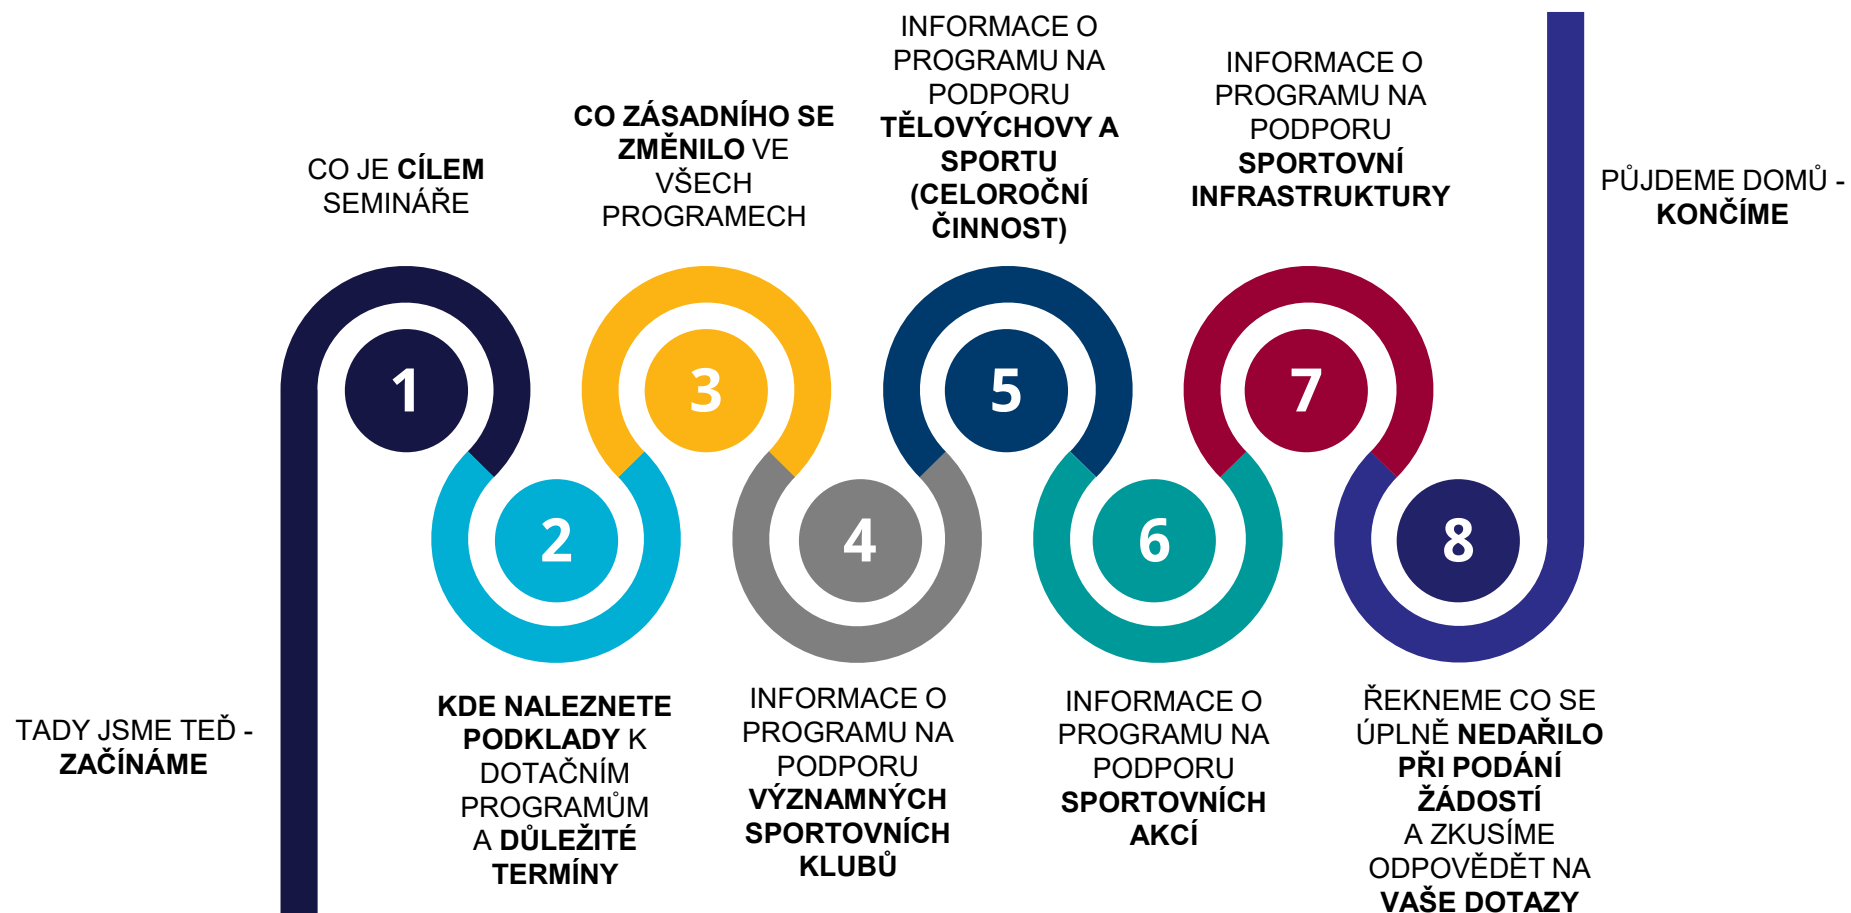 TADY JSME TEĎ -
ZAČÍNÁME
CO JE CÍLEM
SEMINÁŘE
1
KDE NALEZNETE
PODKLADY K
DOTAČNÍM
PROGRAMŮM
A DŮLEŽITÉ
TERMÍNY
2
CO ZÁSADNÍHO SE
ZMĚNILO VE
VŠECH
PROGRAMECH
3
INFORMACE O
PROGRAMU NA
PODPORU
VÝZNAMNÝCH
SPORTOVNÍCH
KLUBŮ
4
INFORMACE O
PROGRAMU NA
PODPORU
TĚLOVÝCHOVY A
SPORTU
(CELOROČNÍ
ČINNOST)
5
INFORMACE O
PROGRAMU NA
PODPORU
SPORTOVNÍCH
AKCÍ
6
INFORMACE O
PROGRAMU NA
PODPORU
SPORTOVNÍ
INFRASTRUKTURY
7
ŘEKNEME CO SE
ÚPLNĚ NEDAŘILO
PŘI PODÁNÍ
ŽÁDOSTÍ
A ZKUSÍME
ODPOVĚDĚT NA
VAŠE DOTAZY
8
PŮJDEME DOMŮ -
KONČÍME